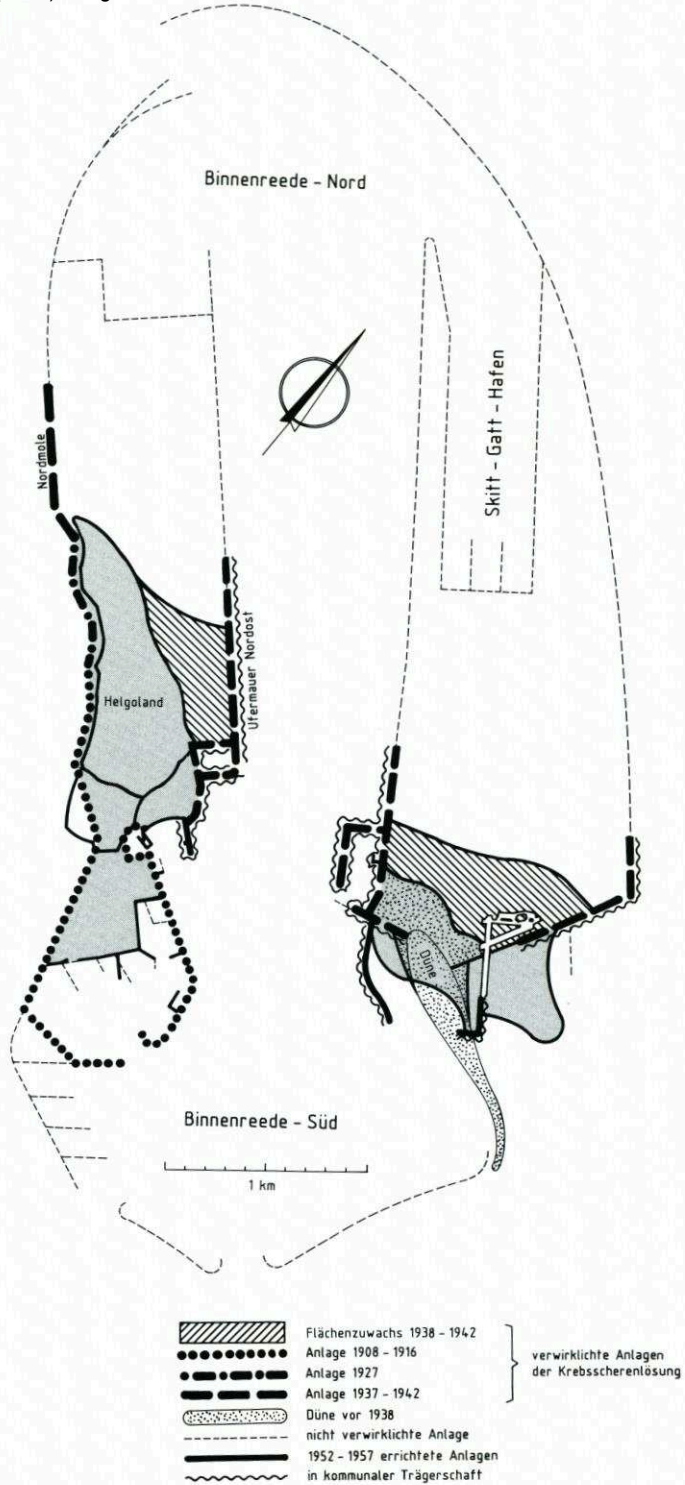 Binnenreede - Nord
Skitt - Gatt - Hafen
Nordmole
Helgoland
Ufermauer Nordost
Düne
Binnenreede - Süd
1 km
Flächenzuwachs 1938 - 1942
Anlage 1908 - 1916
Anlage 1927
Anlage 1937 - 1942
verwirklichte Anlagen
der Krebsscherenlösung
Düne vor 1938
nicht verwirklichte Anlage
1952 - 1957 errichtete Anlagen
in kommunaler Trägerschaft